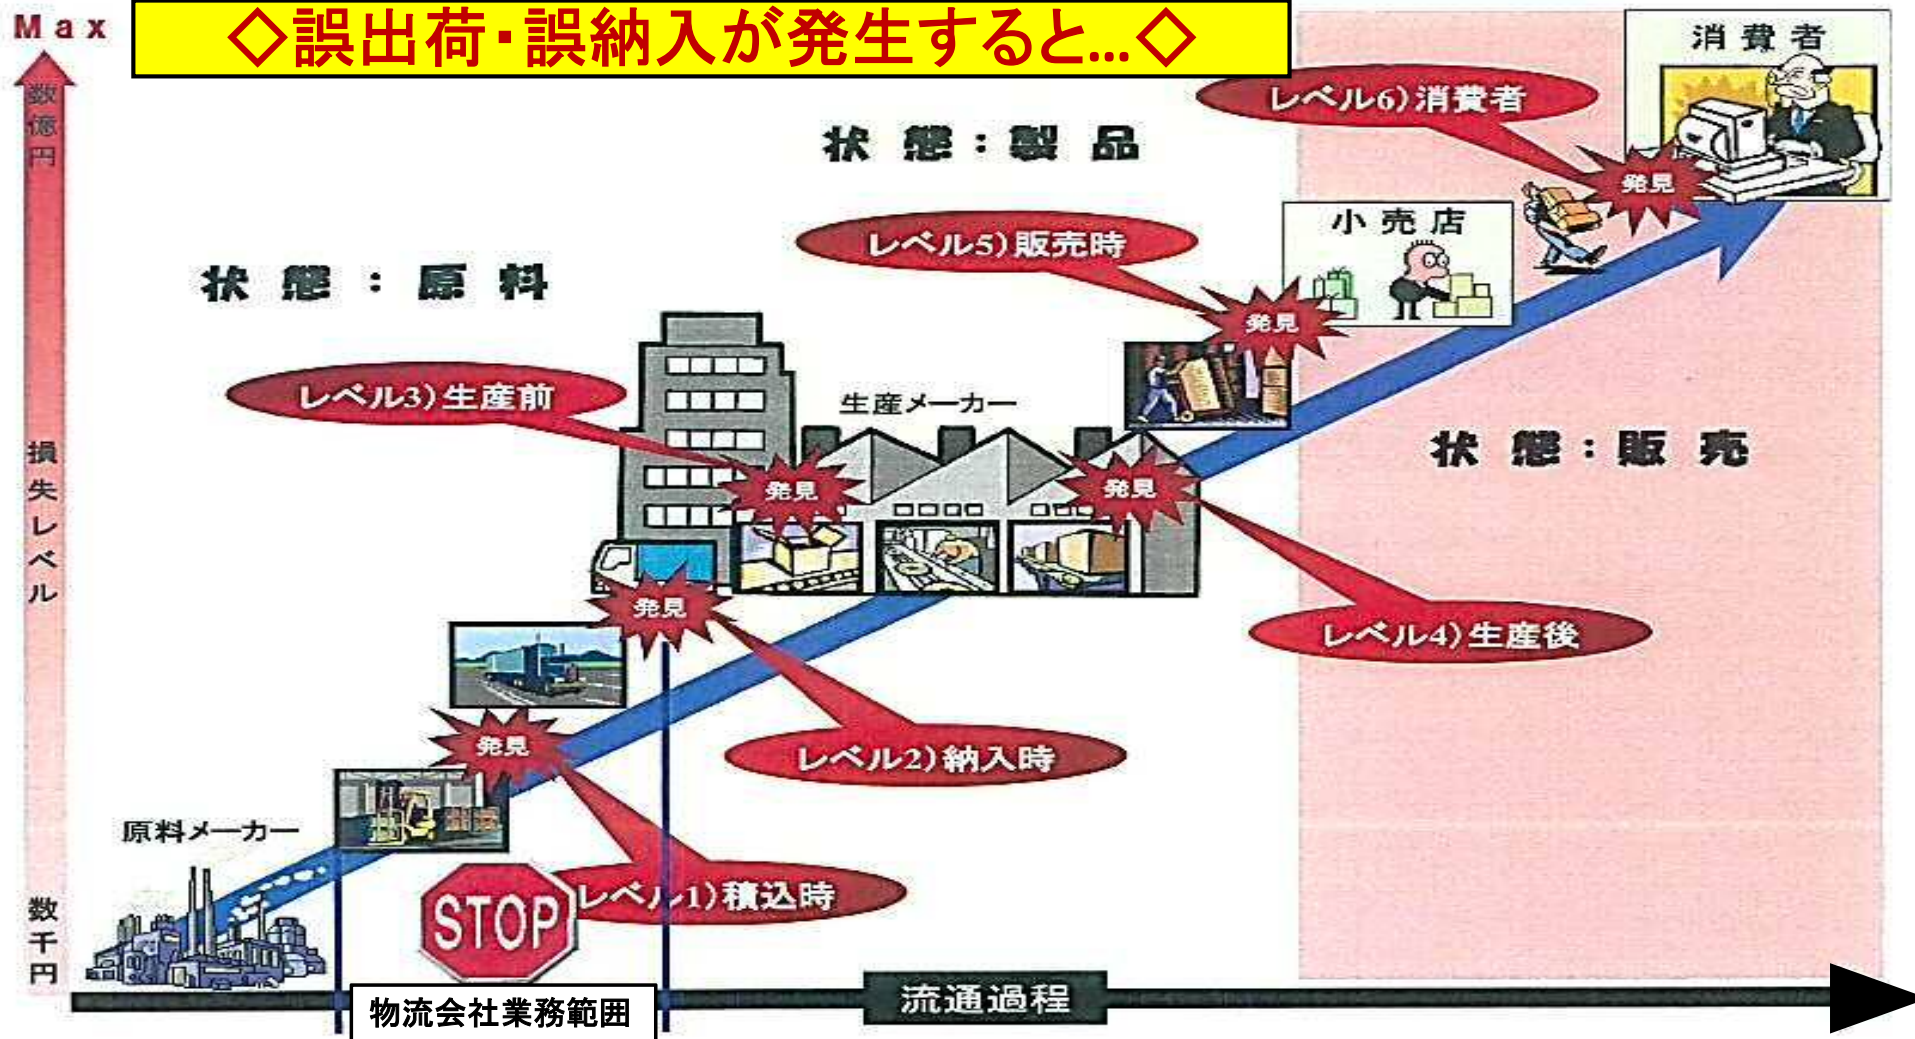 ◇誤出荷・誤納入が発生すると...◇
Max
数億円
損失レベル
数千円
消費者
レベル6)消費者
発見
状態：製品
小売店
レベル5)販売時
発見
状態：原料
レベル3)生産前
生産メーカー
状態：販売
発見
発見
発見
レベル4)生産後
発見
レベル2)納入時
原料メーカー
STOP
レベル1)積込時
物流会社業務範囲
流通過程